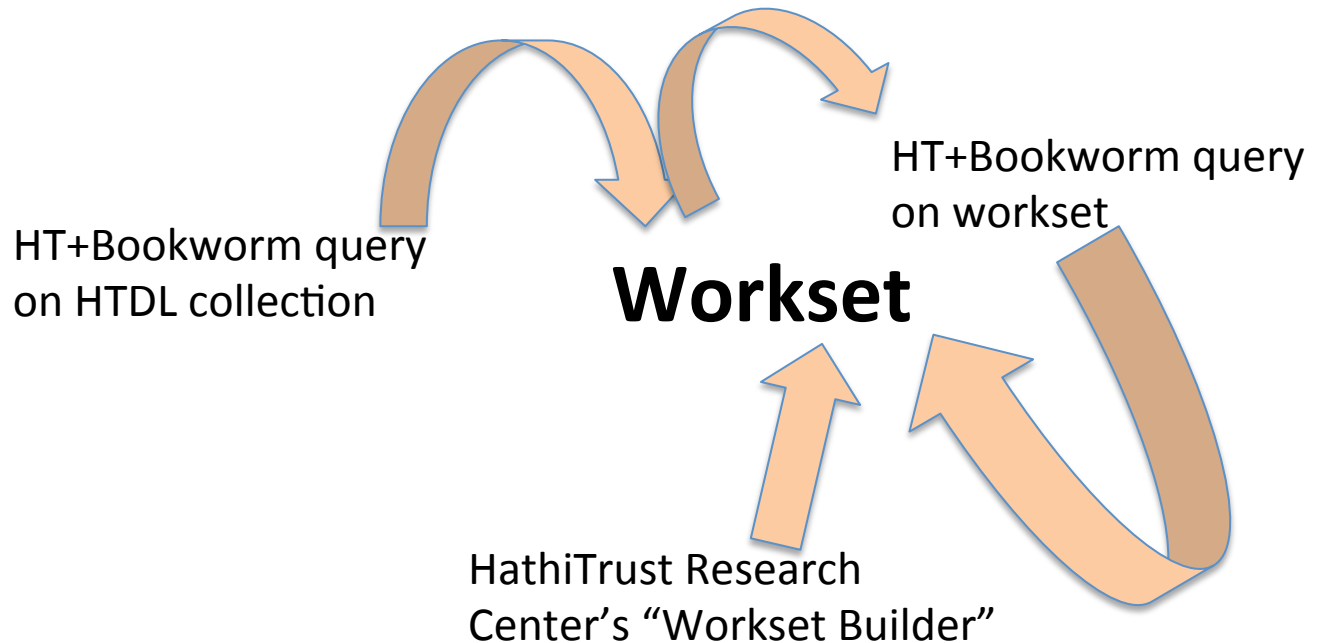 HT+Bookworm query
on HTDL collection
Workset
HT+Bookworm query
on workset
HathiTrust Research
Center’s “Workset Builder”